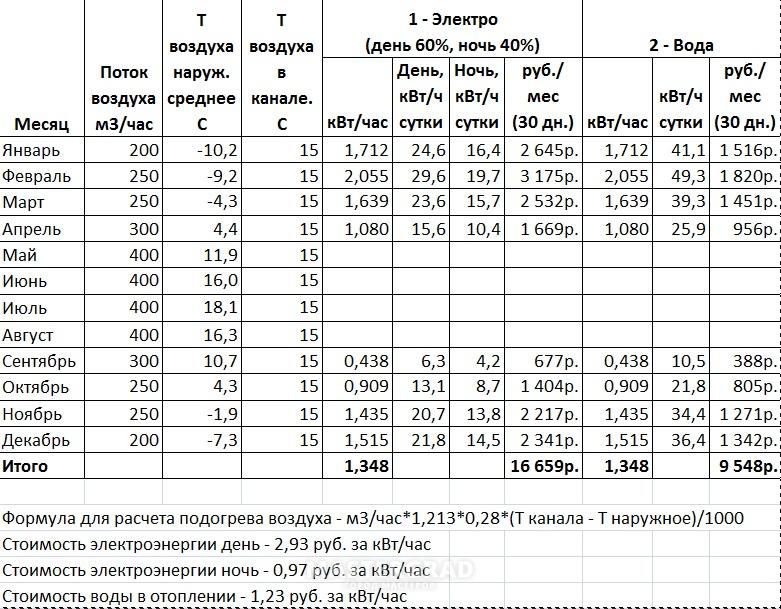 Месяц | Поток воздуха м3/час | Т воздуха наруж. среднее С | Т воздуха в канале. С | 1 - Электро (день 60%, ночь 40%) | 2 - Вода
кВт/час | День, кВт/ч сутки | Ночь, кВт/ч сутки | руб./ мес (30 дн.) | кВт/час | кВт/ч сутки | руб./ мес (30 дн.)
Январь 200 -10,2 15 1,712 24,6 16,4 2 645р. 1,712 41,1 1 516р.
Февраль 250 -9,2 15 2,055 29,6 19,7 3 175р. 2,055 49,3 1 820р.
Март 250 -4,3 15 1,639 23,6 15,7 2 532р. 1,639 39,3 1 451р.
Апрель 300 4,4 15 1,080 15,6 10,4 1 669р. 1,080 25,9 956р.
Май 400 11,9 15
Июнь 400 16,0 15
Июль 400 18,1 15
Август 400 16,3 15
Сентябрь 300 10,7 15 0,438 6,3 4,2 677р. 0,438 10,5 388р.
Октябрь 250 4,3 15 0,909 13,1 8,7 1 404р. 0,909 21,8 805р.
Ноябрь 250 -1,9 15 1,435 20,7 13,8 2 217р. 1,435 34,4 1 271р.
Декабрь 200 -7,3 15 1,515 21,8 14,5 2 341р. 1,515 36,4 1 342р.
Итого 1,348 16 659р. 1,348 9 548р.
Формула для расчета подогрева воздуха - м3/час*1,213*0,28*(Т канала - Т наружное)/1000
Стоимость электроэнергии день - 2,93 руб. за кВт/час
Стоимость электроэнергии ночь - 0,97 руб. за кВт/час
Стоимость воды в отоплении - 1,23 руб. за кВт/час